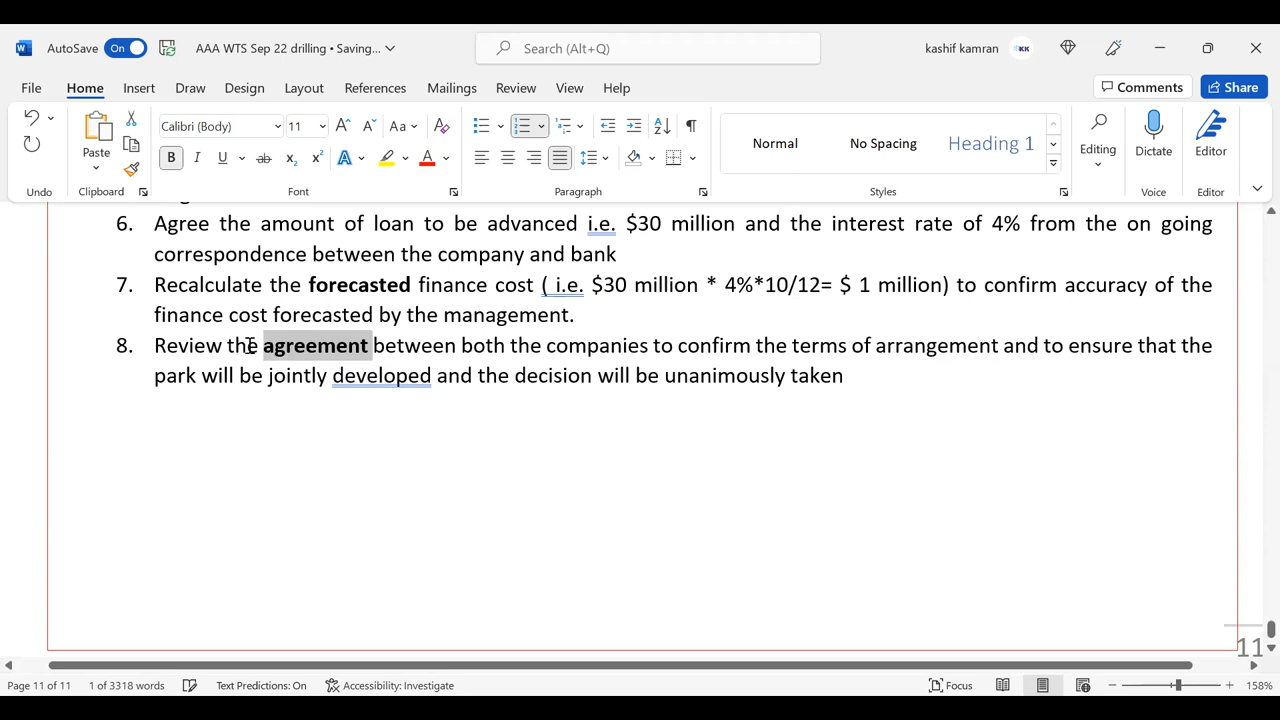 AutoSave On AAA WTS Sep 22 drilling • Saving... Search (Alt+Q) kashif kamran KK
File Home Insert Draw Design Layout References Mailings Review View Help Comments Share
Calibri (Body) 11 Aa Normal No Spacing Heading 1
Paste Editing Dictate Editor
Undo Clipboard Font Paragraph Styles Voice Editor
6. Agree the amount of loan to be advanced i.e. $30 million and the interest rate of 4% from the on going
correspondence between the company and bank
7. Recalculate the forecasted finance cost ( i.e. $30 million * 4%*10/12= $ 1 million) to confirm accuracy of the
finance cost forecasted by the management.
8. Review the agreement between both the companies to confirm the terms of arrangement and to ensure that the
park will be jointly developed and the decision will be unanimously taken
11
Page 11 of 11 1 of 3318 words Text Predictions: On Accessibility: Investigate Focus 158%